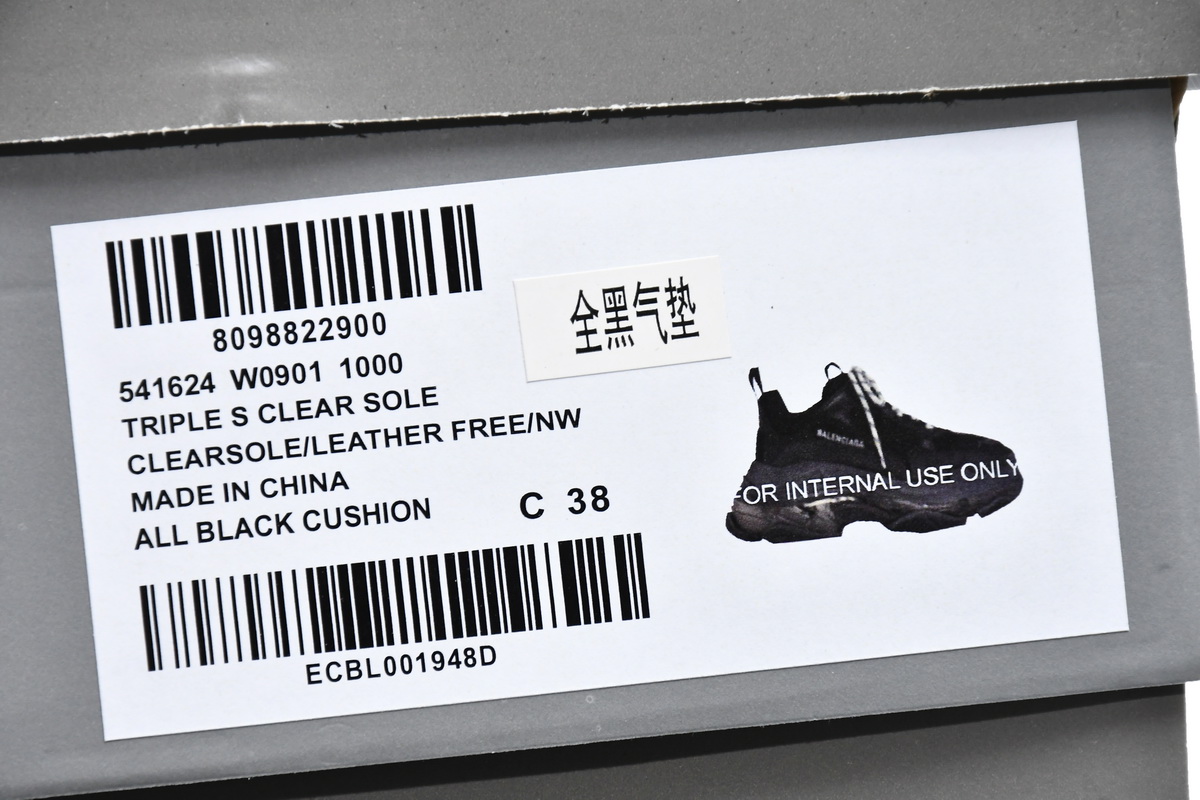 8098822900
541624 W0901 1000
TRIPLE S CLEAR SOLE
CLEARSOLE/LEATHER FREE/NW
MADE IN CHINA
ALL BLACK CUSHION
C 38
ECBL001948D
全黑气垫
BALENCIAGA
FOR INTERNAL USE ONLY